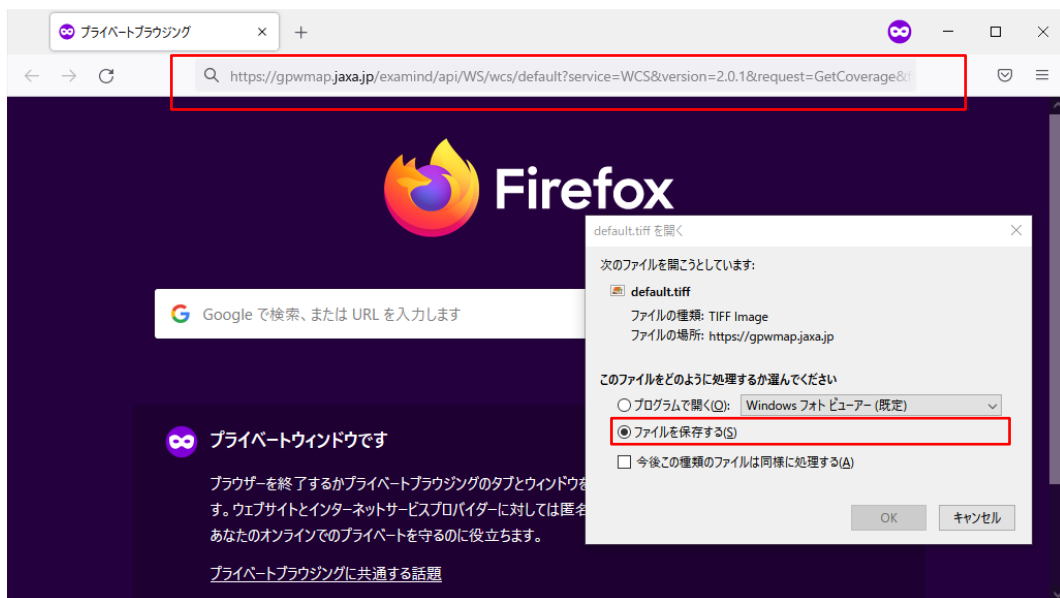 プライベートブラウジング
https://gpwmap.jaxa.jp/examind/api/WS/wcs/default?service=WCS&version=2.0.1&request=GetCoverage&
Firefox
Google で検索、または URL を入力します
プライベートウィンドウです
ブラウザーを終了するかプライベートブラウジングのタブとウィンドウを
す。ウェブサイトとインターネットサービスプロバイダーに対しては匿名
あなたのオンラインでのプライベートを守るのに役立ちます。
プライベートブラウジングに共通する話題
default.tiff を開く
次のファイルを開こうとしています:
default.tiff
ファイルの種類: TIFF Image
ファイルの場所: https://gpwmap.jaxa.jp
このファイルをどのように処理するか選んでください
プログラムで開く(O): Windows フォト ビューアー (既定)
ファイルを保存する(S)
今後この種類のファイルは同様に処理する(A)
OK キャンセル